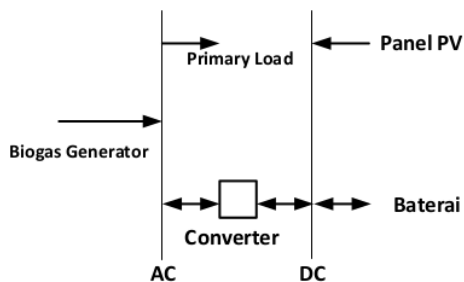 Primary Load
Panel PV
Biogas Generator
Baterai
Converter
AC
DC